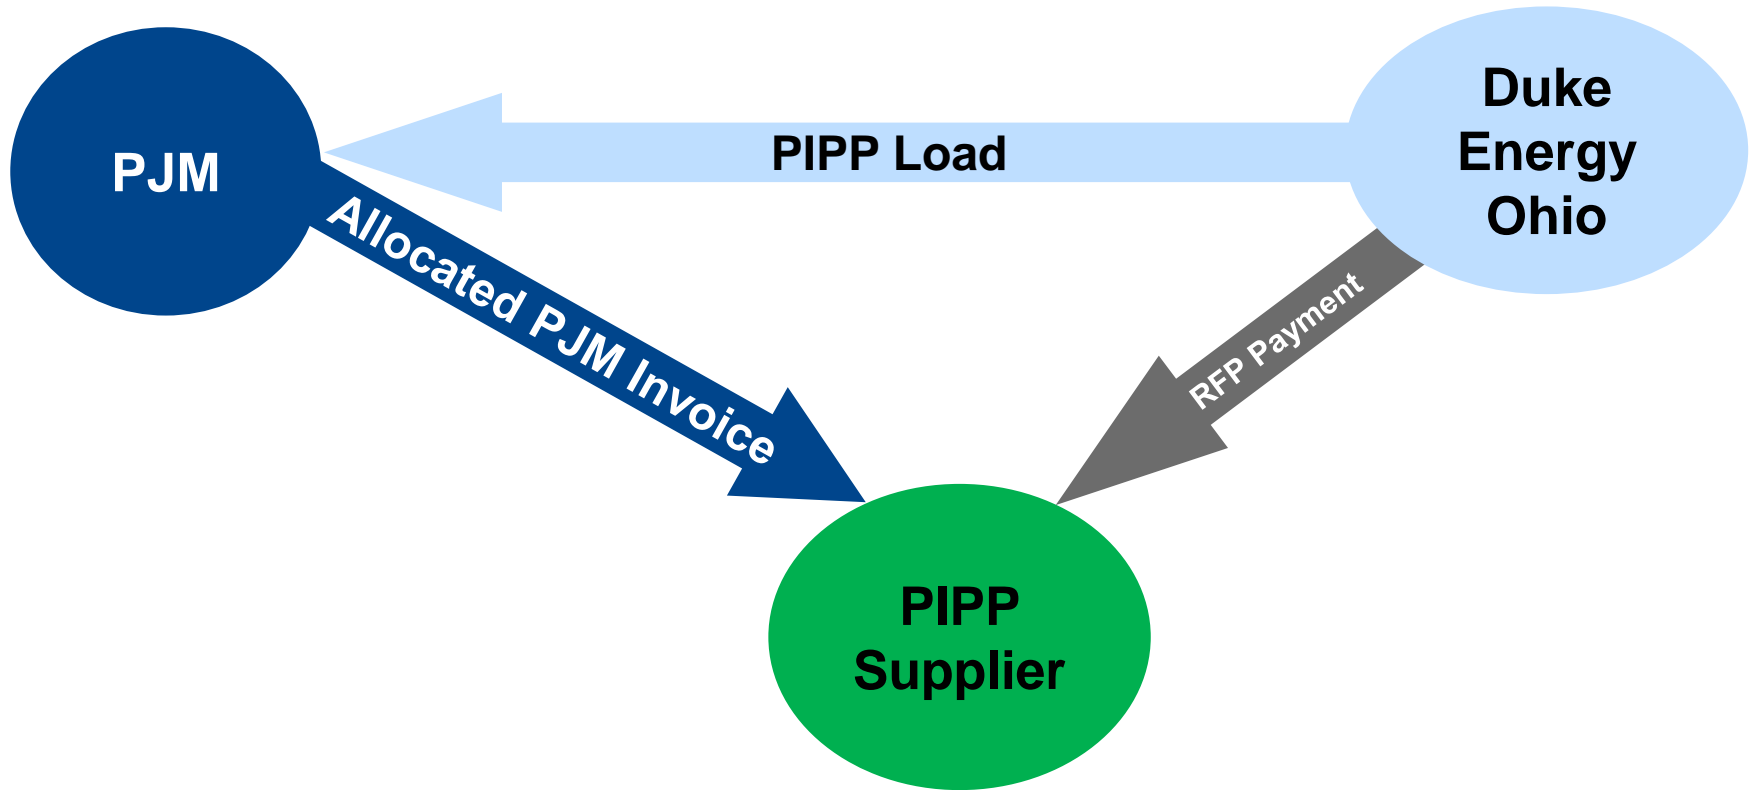 PJM
PIPP Load
Duke
Energy
Ohio
Allocated PJM Invoice
RFP Payment
PIPP
Supplier